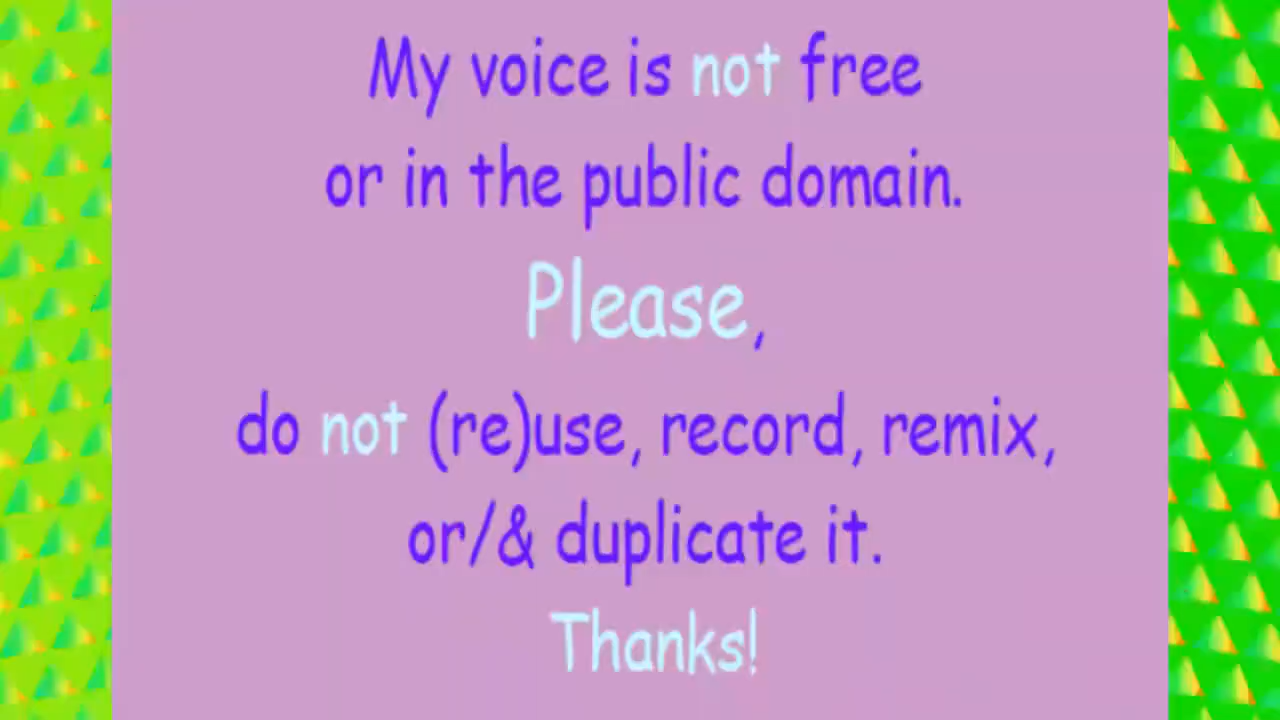 My voice is not free
or in the public domain.
Please,
do not (re)use, record, remix,
or/& duplicate it.
Thanks!